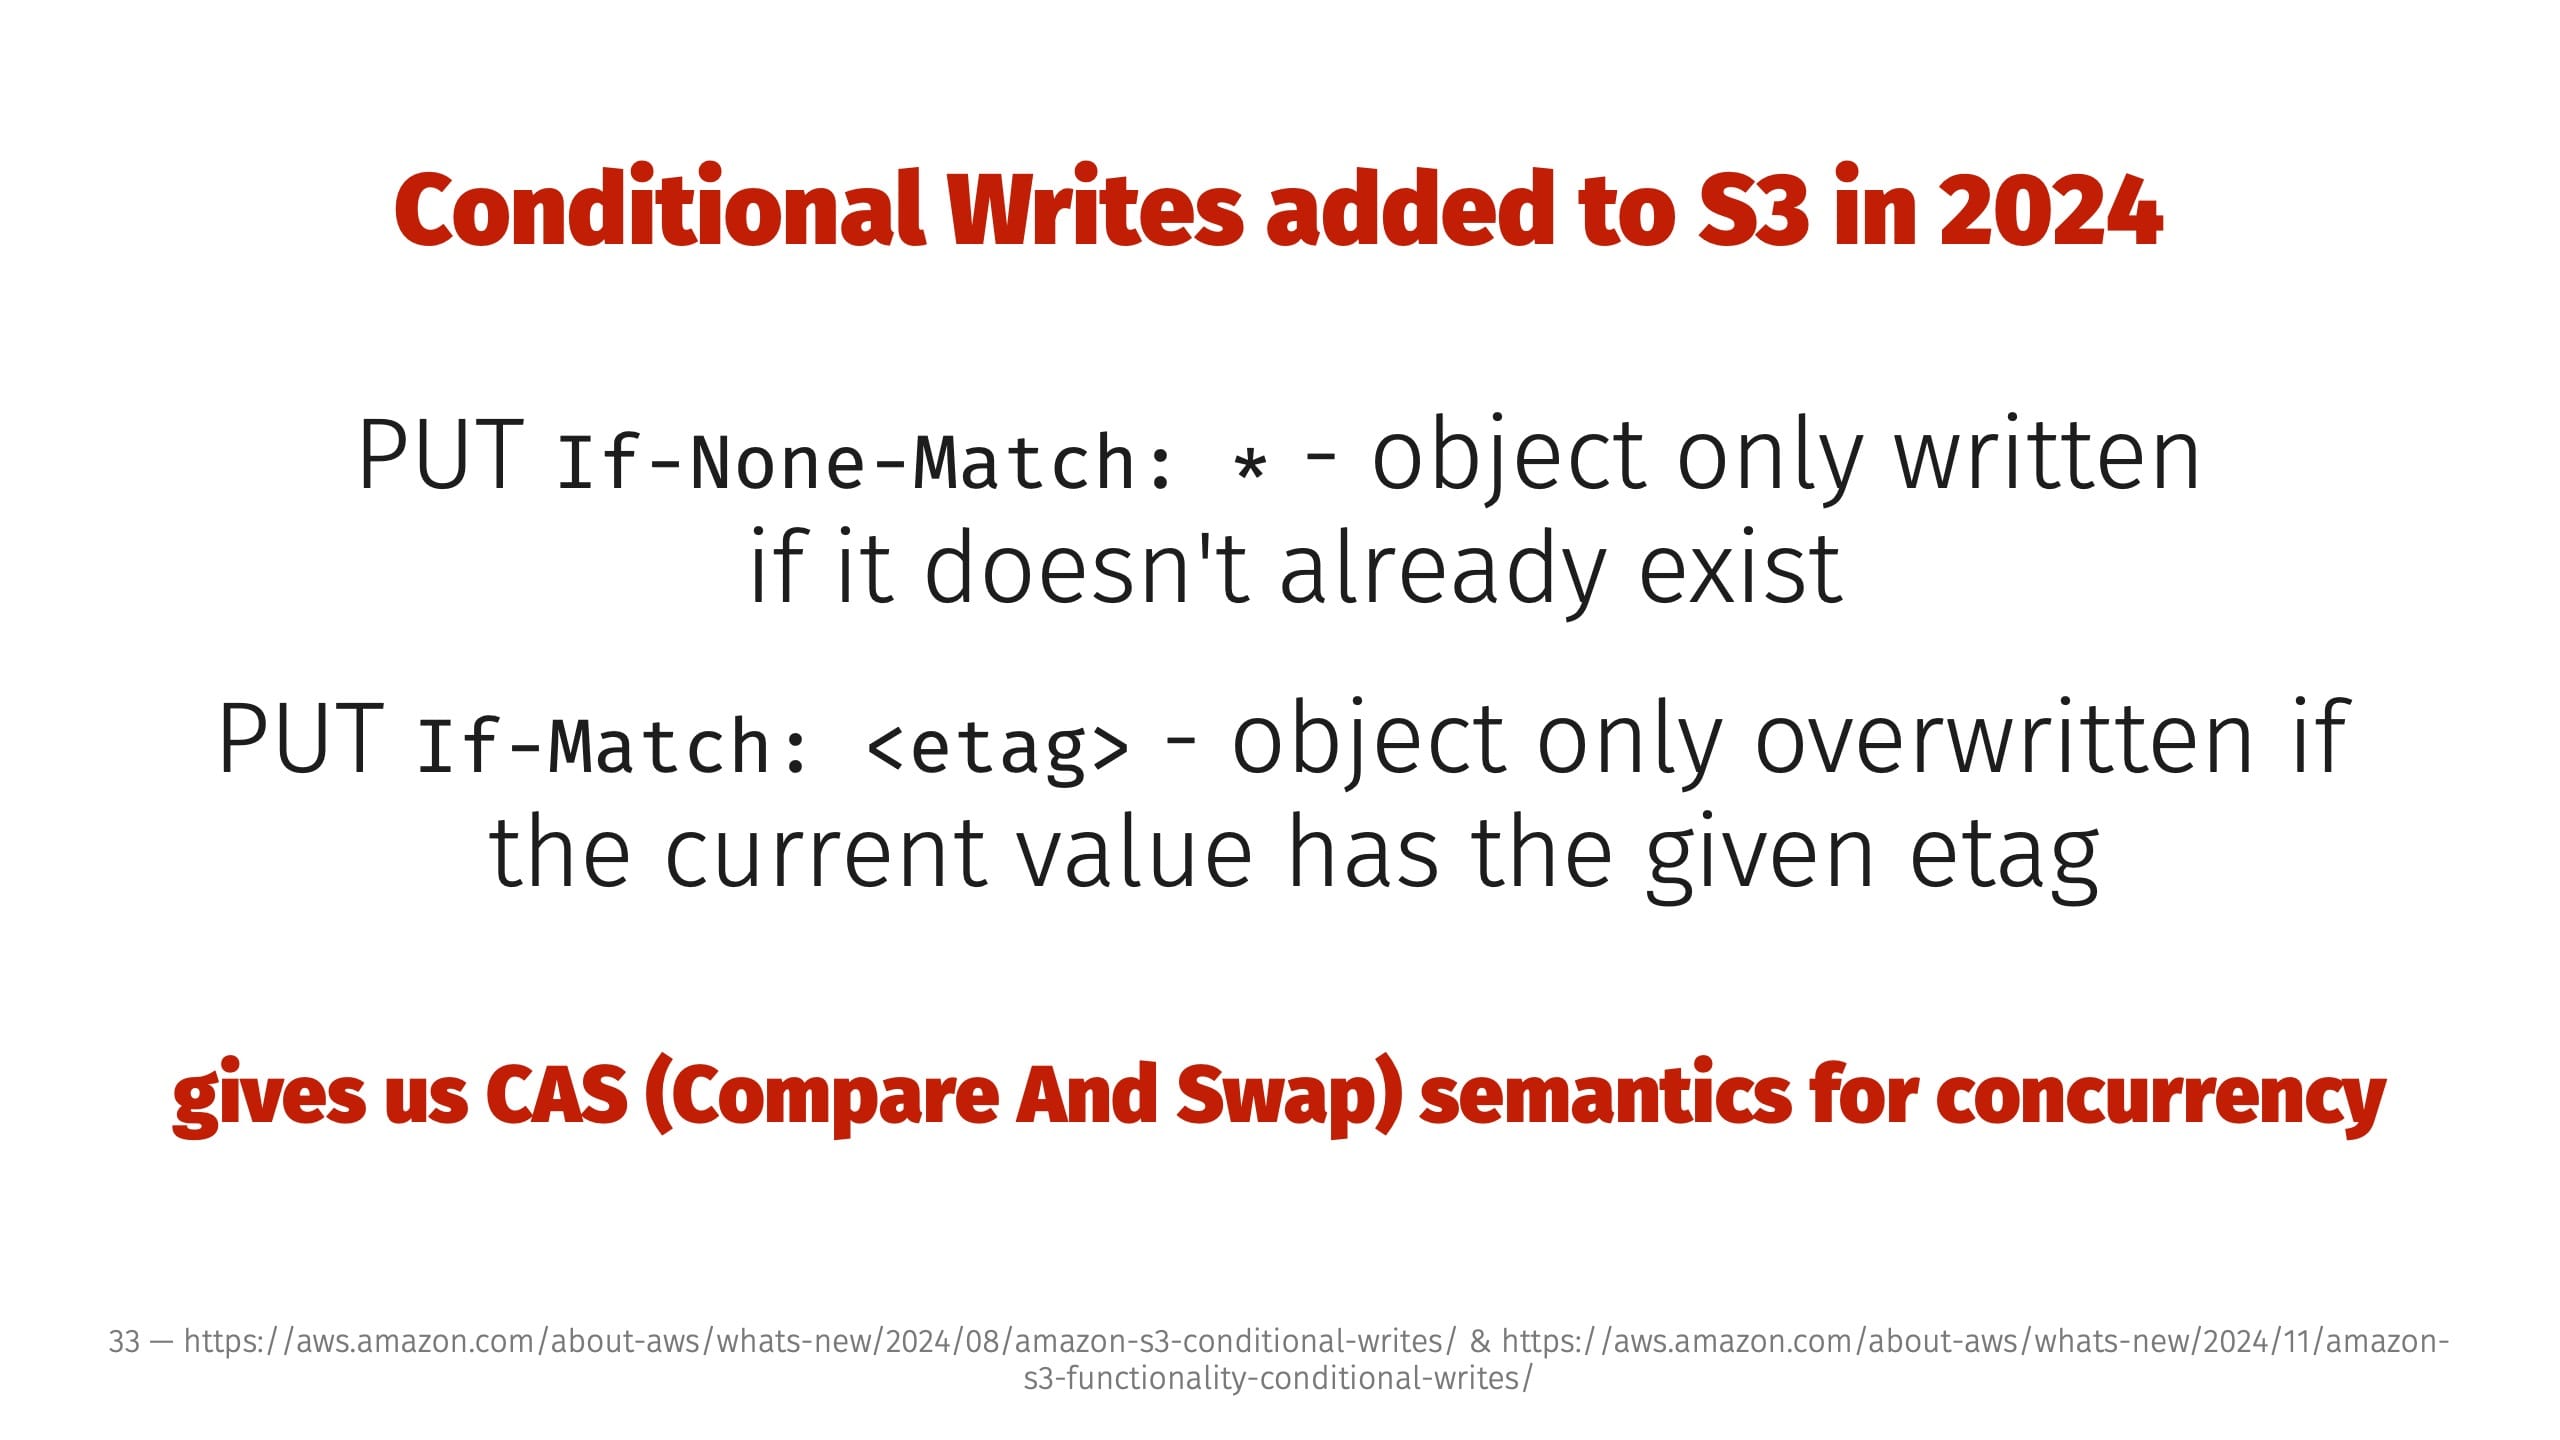 Conditional Writes added to S3 in 2024
PUT If-None-Match: * - object only written
if it doesn't already exist
PUT If-Match: <etag> - object only overwritten if
the current value has the given etag
gives us CAS (Compare And Swap) semantics for concurrency
33 — https://aws.amazon.com/about-aws/whats-new/2024/08/amazon-s3-conditional-writes/ & https://aws.amazon.com/about-aws/whats-new/2024/11/amazon-
s3-functionality-conditional-writes/